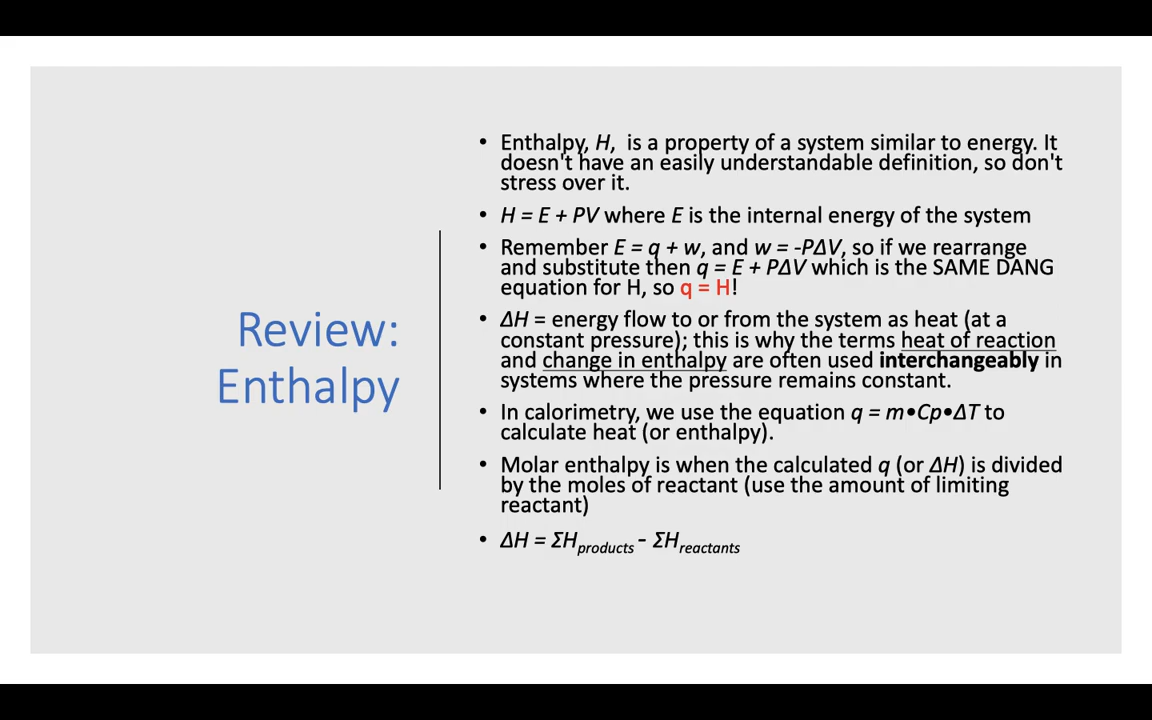 Review:
Enthalpy
• Enthalpy, H, is a property of a system similar to energy. It
doesn't have an easily understandable definition, so don't
stress over it.
• H = E + PV where E is the internal energy of the system
• Remember E = q + w, and w = -PΔV, so if we rearrange
and substitute then q = E + PΔV which is the SAME DANG
equation for H, so q = H!
• ΔH = energy flow to or from the system as heat (at a
constant pressure); this is why the terms heat of reaction
and change in enthalpy are often used interchangeably in
systems where the pressure remains constant.
• In calorimetry, we use the equation q = m•Cp•ΔT to
calculate heat (or enthalpy).
• Molar enthalpy is when the calculated q (or ΔH) is divided
by the moles of reactant (use the amount of limiting
reactant)
• ΔH = ΣHproducts - ΣHreactants